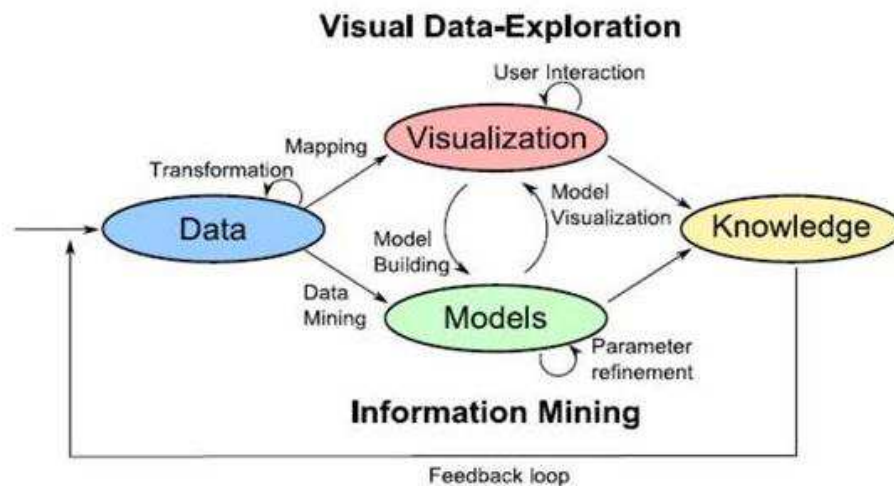 Visual Data-Exploration
User Interaction
Visualization
Mapping
Transformation
Data
Model
Visualization
Knowledge
Model
Building
Data
Mining
Models
Parameter
refinement
Information Mining
Feedback loop